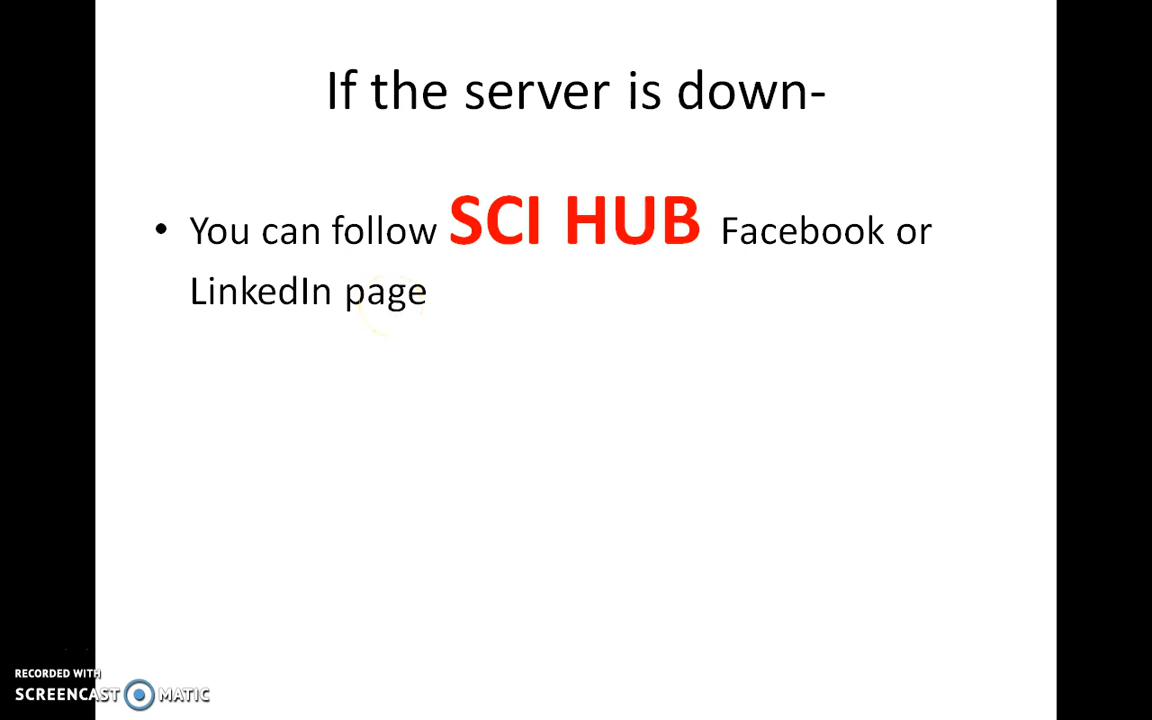 If the server is down-
• You can follow SCI HUB Facebook or
LinkedIn page
RECORDED WITH
SCREENCAST MATIC